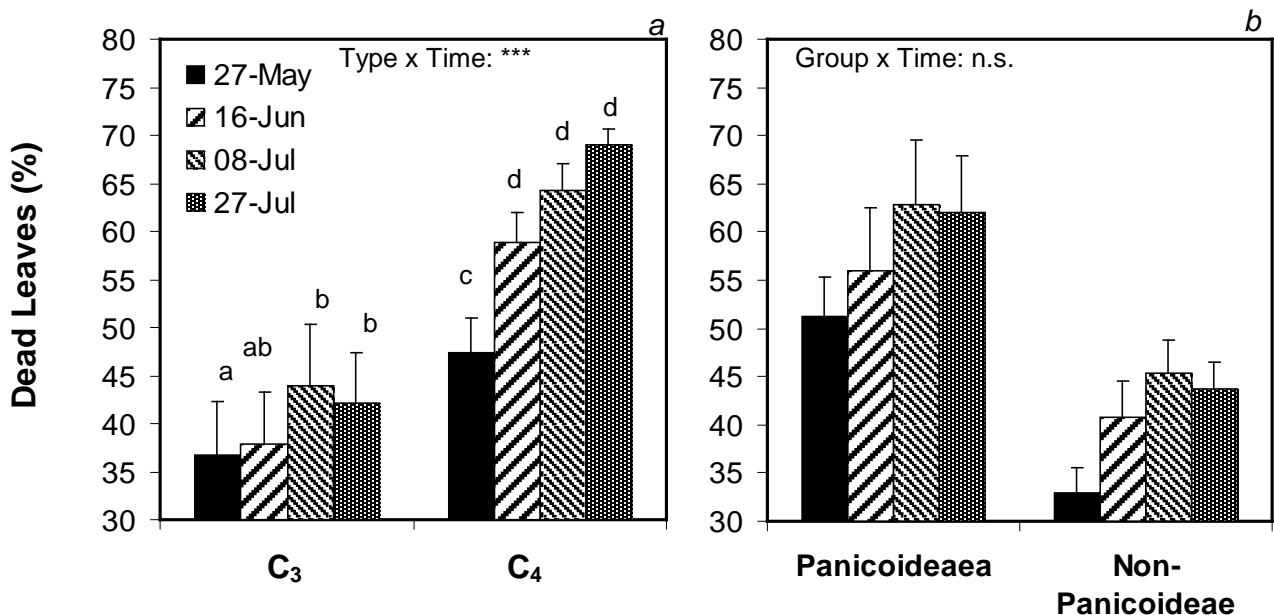 Dead Leaves (%)
a
80
75
70
65
60
55
50
45
40
35
30
Type x Time: ***
27-May
16-Jun
08-Jul
27-Jul
a
ab
b
b
c
d
d
d
C₃
C₄
b
80
75
70
65
60
55
50
45
40
35
30
Group x Time: n.s.
Panicoideaea
Non-
Panicoideae